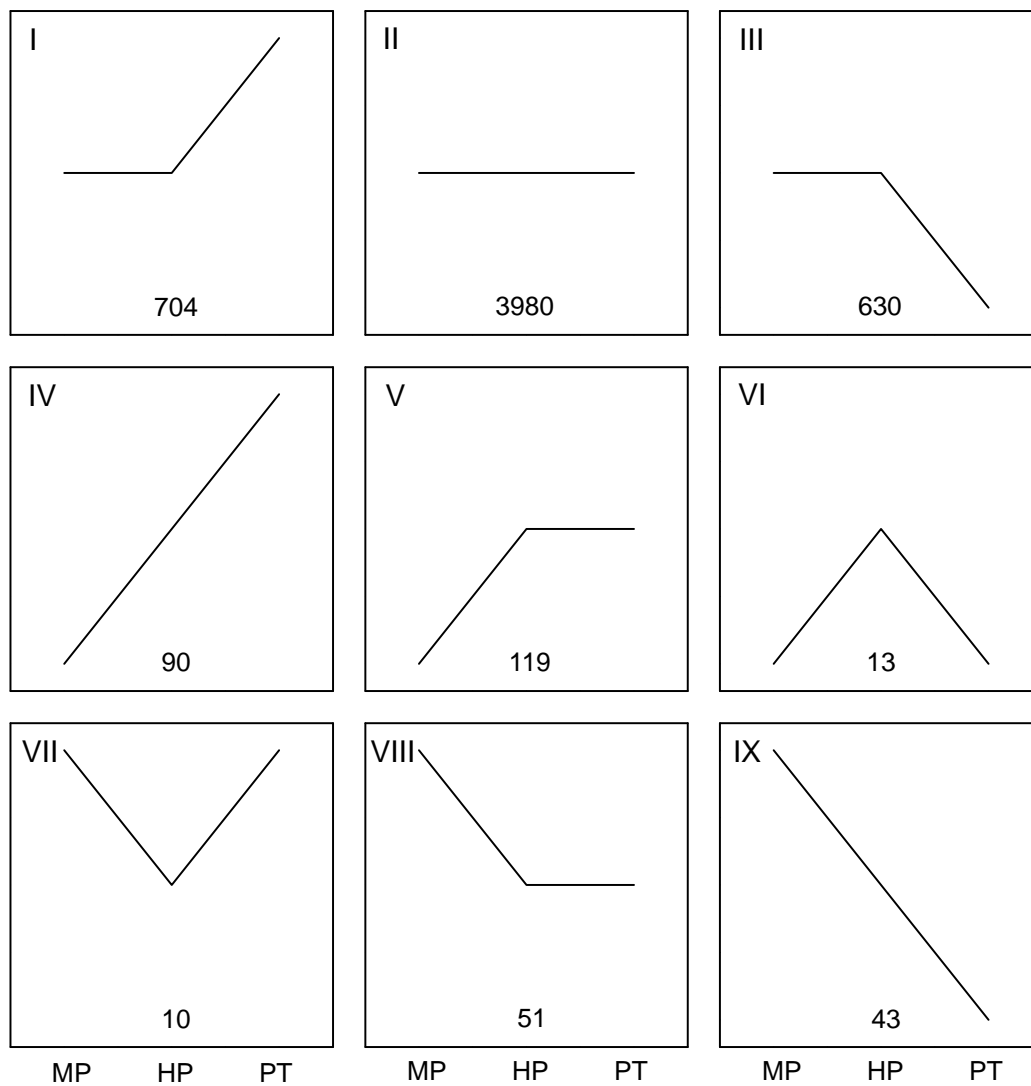 I II III
704 3980 630
IV V VI
90 119 13
VII VIII IX
10 51 43
MP HP PT MP HP PT MP HP PT